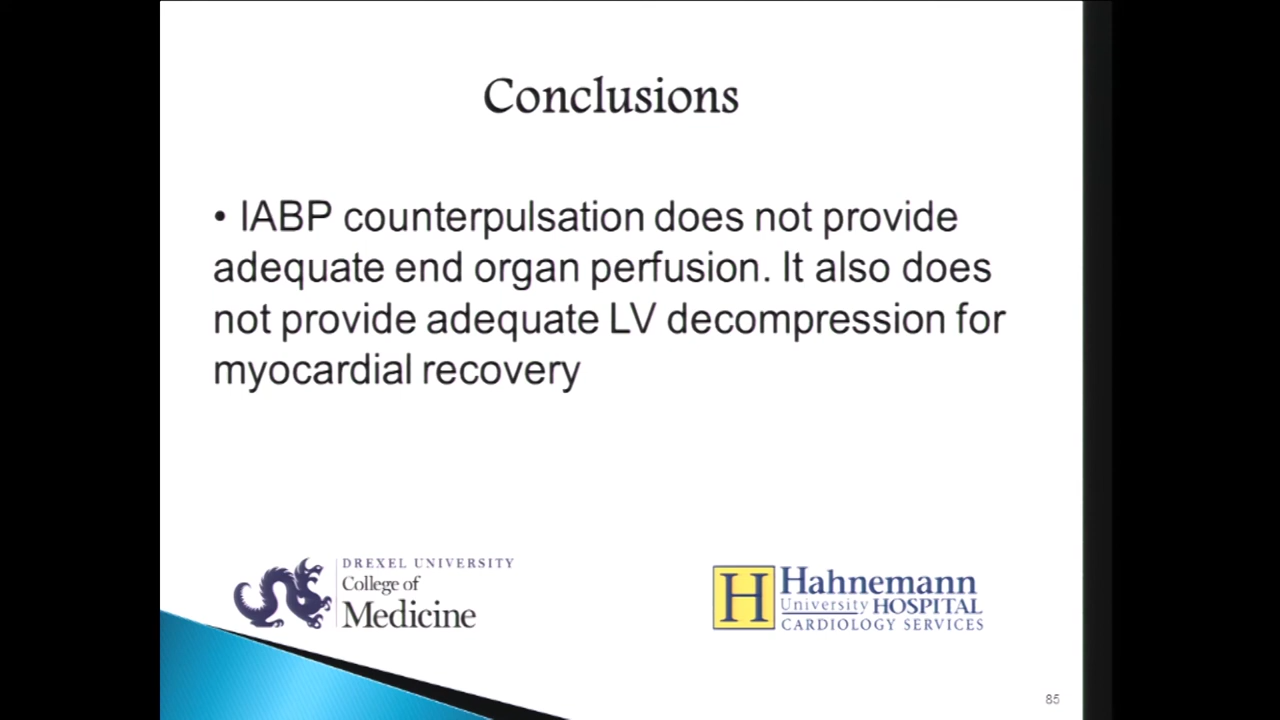 Conclusions
• IABP counterpulsation does not provide
adequate end organ perfusion. It also does
not provide adequate LV decompression for
myocardial recovery
DREXEL UNIVERSITY
College of
Medicine
H
Hahnemann
University HOSPITAL
CARDIOLOGY SERVICES
85